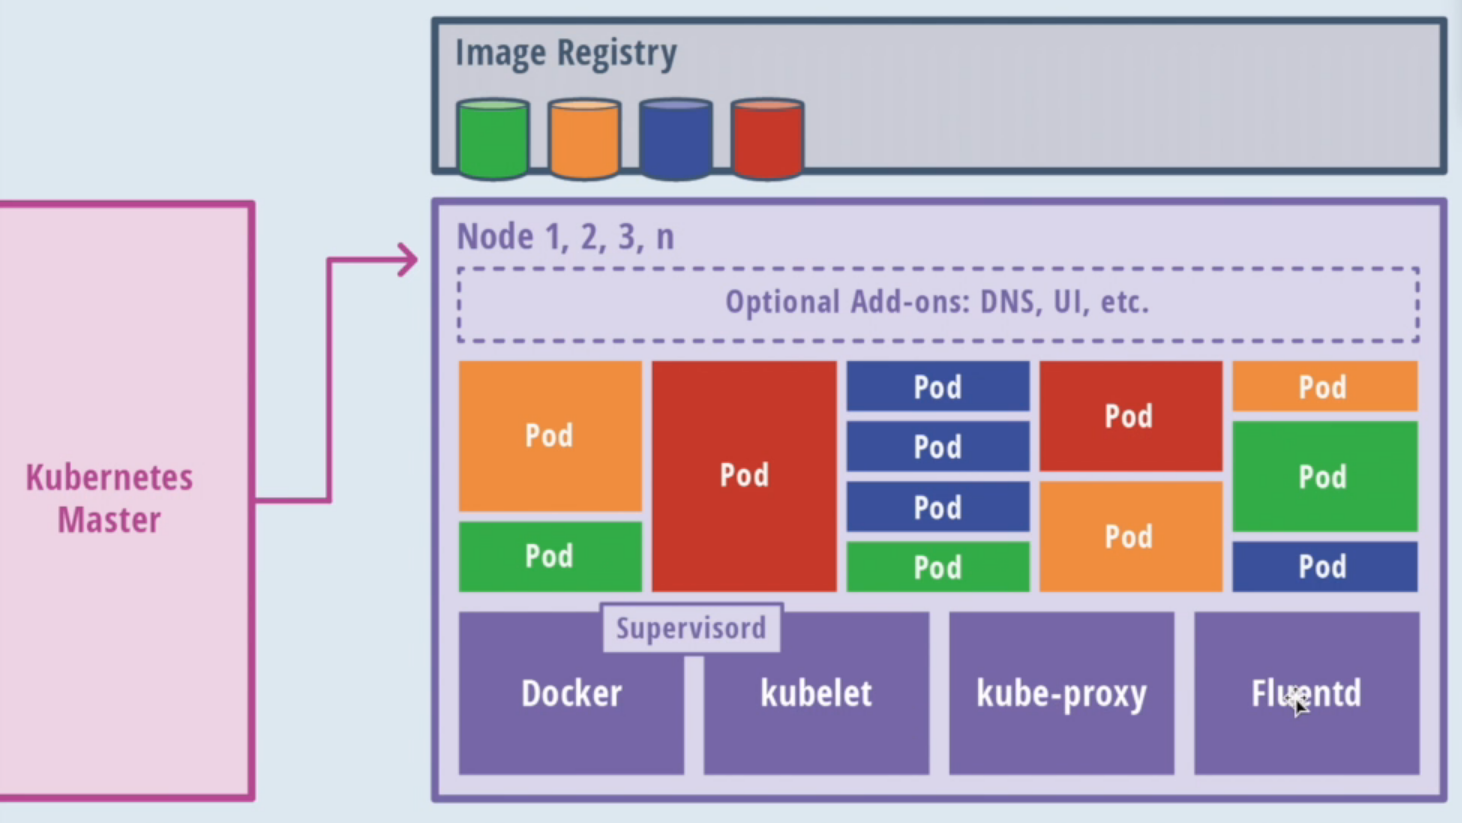 Image Registry
Node 1, 2, 3, n
Optional Add-ons: DNS, UI, etc.
Kubernetes
Master
Pod
Pod
Pod
Pod
Pod
Pod
Pod
Pod
Pod
Pod
Pod
Pod
Supervisord
Docker
kubelet
kube-proxy
Fluentd